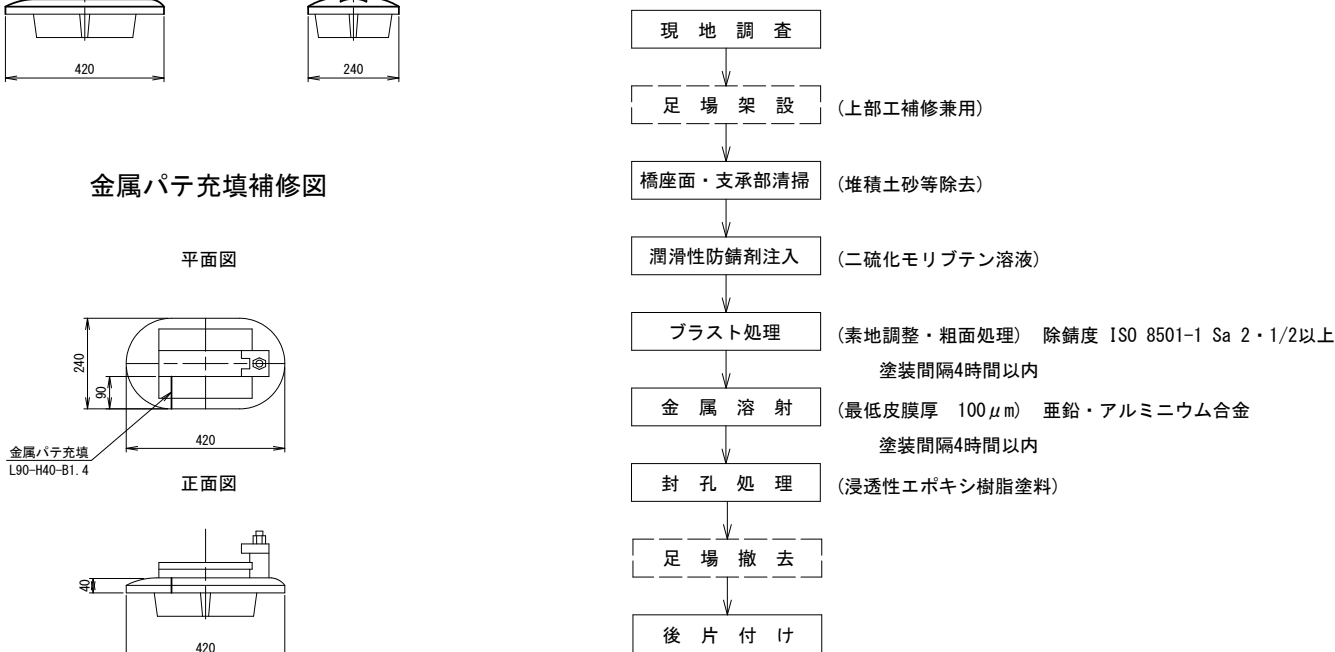 420
240
金属パテ充填補修図
平面図
240
90
420
金属パテ充填
L90-H40-B1.4
正面図
40
420
現地調査
足場架設
(上部工補修兼用)
橋座面・支承部清掃
(堆積土砂等除去)
潤滑性防錆剤注入
(二硫化モリブテン溶液)
ブラスト処理
(素地調整・粗面処理) 除錆度 ISO 8501-1 Sa 2・1/2以上
塗装間隔4時間以内
金属溶射
(最低皮膜厚 100μm) 亜鉛・アルミニウム合金
塗装間隔4時間以内
封孔処理
(浸透性エポキシ樹脂塗料)
足場撤去
後片付け